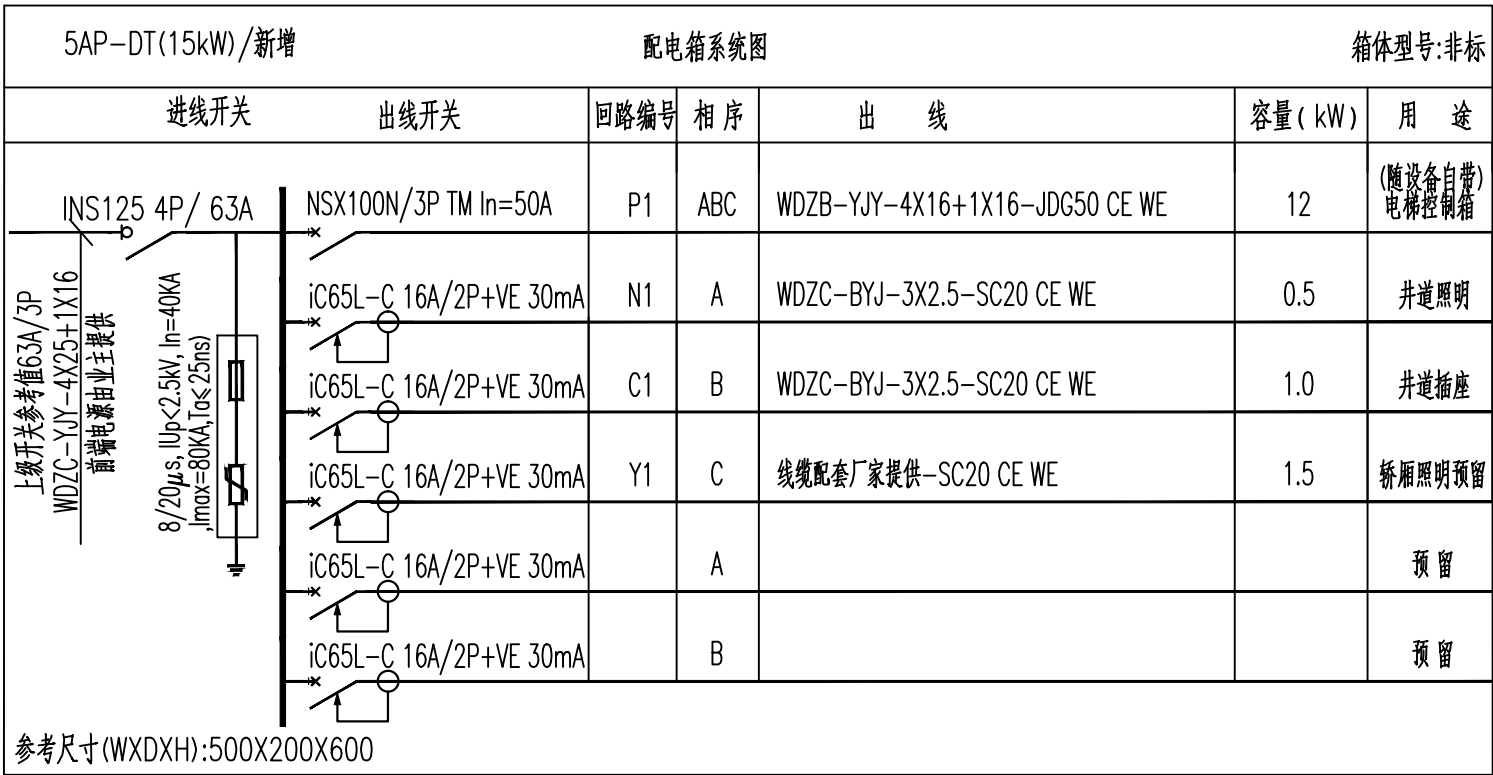 5AP-DT(15kW)/新增 配电箱系统图 箱体型号:非标
进线开关 出线开关 回路编号 相序 出 线 容量(kW) 用 途
INS125 4P/ 63A
上级开关参考值63A/3P
WDZC-YJY-4X25+1X16
前端电源由业主提供
8/20μs, IUp<2.5kV, In=40KA
,Imax=80KA,Ta≤25ns)
NSX100N/3P TM In=50A P1 ABC WDZB-YJY-4X16+1X16-JDG50 CE WE 12 (随设备自带)
电梯控制箱
iC65L-C 16A/2P+VE 30mA N1 A WDZC-BYJ-3X2.5-SC20 CE WE 0.5 井道照明
iC65L-C 16A/2P+VE 30mA C1 B WDZC-BYJ-3X2.5-SC20 CE WE 1.0 井道插座
iC65L-C 16A/2P+VE 30mA Y1 C 线缆配套厂家提供-SC20 CE WE 1.5 轿厢照明预留
iC65L-C 16A/2P+VE 30mA A 预留
iC65L-C 16A/2P+VE 30mA B 预留
参考尺寸(WXDXH):500X200X600